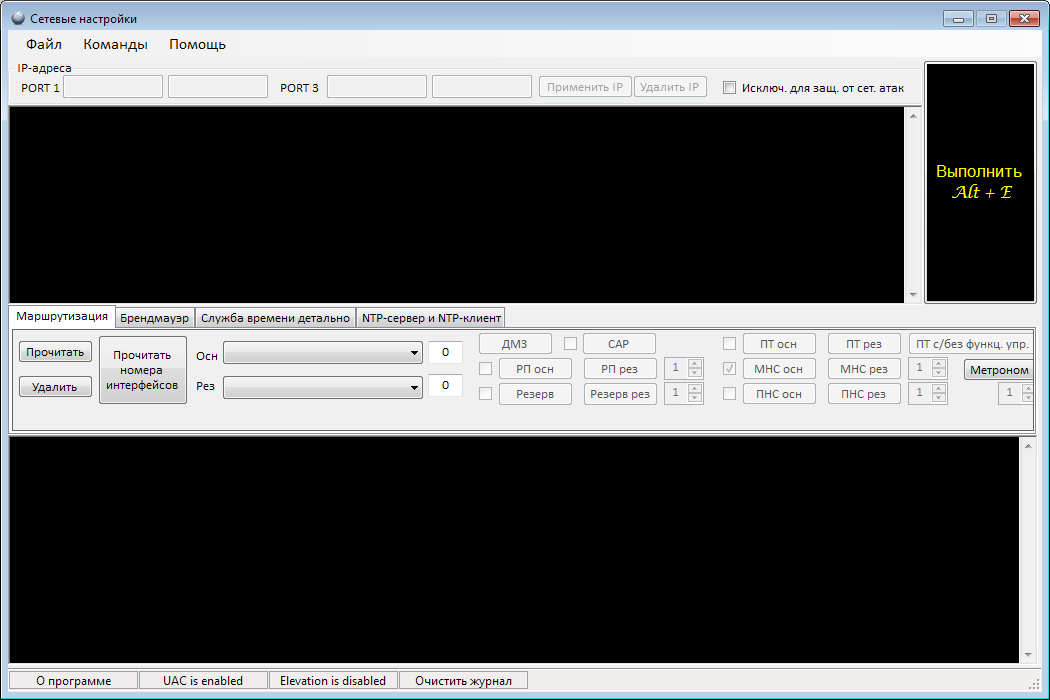 Сетевые настройки
Файл Команды Помощь
IP-адреса
PORT 1 PORT 3 Применить IP Удалить IP Исключ. для защ. от сет. атак
Выполнить
Alt + E
Маршрутизация Брендмауэр Служба времени детально NTP-сервер и NTP-клиент
Прочитать
Удалить
Прочитать
номера
интерфейсов
Осн 0
Рез 0
ДМЗ САР ПТ осн ПТ рез ПТ с/без функц. упр.
РП осн РП рез 1 МНС осн МНС рез 1 Метроном
Резерв Резерв рез 1 ПНС осн ПНС рез 1 1
О программе UAC is enabled Elevation is disabled Очистить журнал